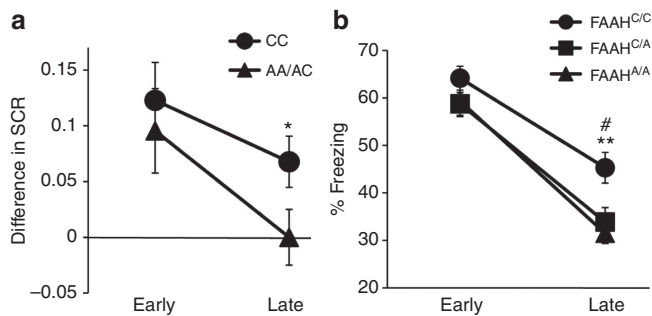 a
CC
AA/AC
Difference in SCR
0.15
0.1
0.05
0
−0.05
*
Early
Late
b
FAAH^C/C
FAAH^C/A
FAAH^A/A
% Freezing
70
60
50
40
30
20
#
**
Early
Late